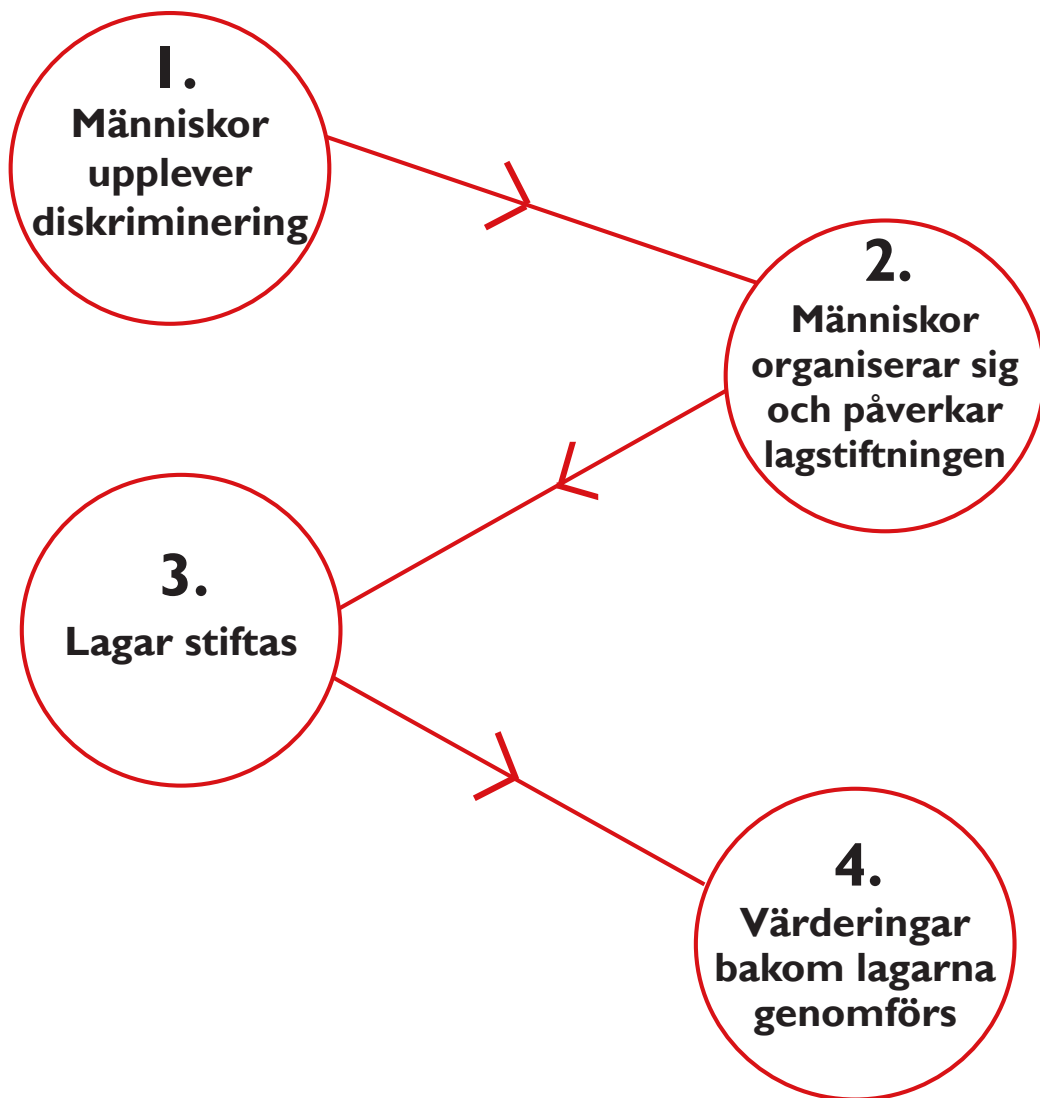 1.
Människor
upplever
diskriminering
2.
Människor
organiserar sig
och påverkar
lagstiftningen
3.
Lagar stiftas
4.
Värderingar
bakom lagarna
genomförs